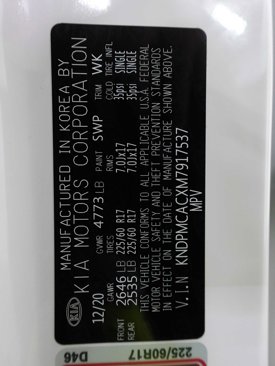 MANUFACTURED IN KOREA BY
KIA MOTORS CORPORATION
KIA
12/20 GVWR 4773 LB PAINT SWP TRIM WK
GAWR TIRES RIMS COLD TIRE INFL
FRONT 2646 LB 225/60 R17 7.0Jx17 35psi SINGLE
REAR 2535 LB 225/60 R17 7.0Jx17 35psi SINGLE
THIS VEHICLE CONFORMS TO ALL APPLICABLE U.S.A. FEDERAL
MOTOR VEHICLE SAFETY AND THEFT PREVENTION STANDARDS
IN EFFECT ON THE DATE OF MANUFACTURE SHOWN ABOVE.
V.I.N KNDPMCACXM7917537
MPV
225/60R17
D46